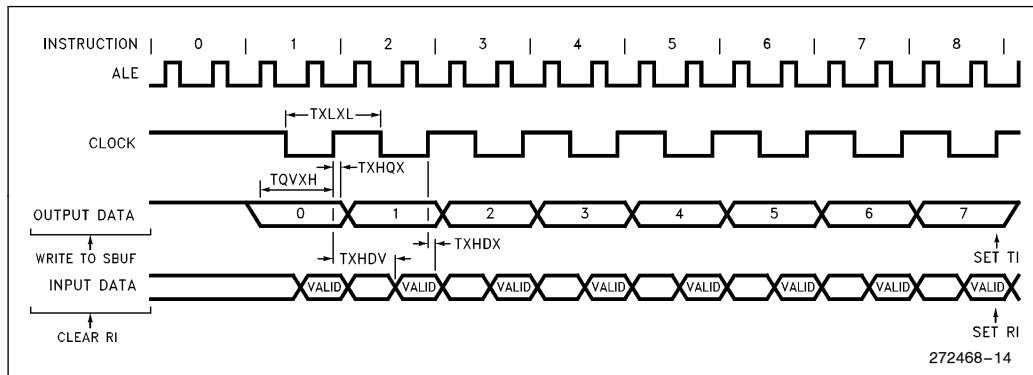 INSTRUCTION | 0 | 1 | 2 | 3 | 4 | 5 | 6 | 7 | 8 |
ALE
TXLXL
CLOCK
TXHQX
TQVXH
OUTPUT DATA 0 1 2 3 4 5 6 7
WRITE TO SBUF TXHDV TXHDX SET TI
INPUT DATA VALID VALID VALID VALID VALID VALID VALID VALID
CLEAR RI SET RI
272468-14